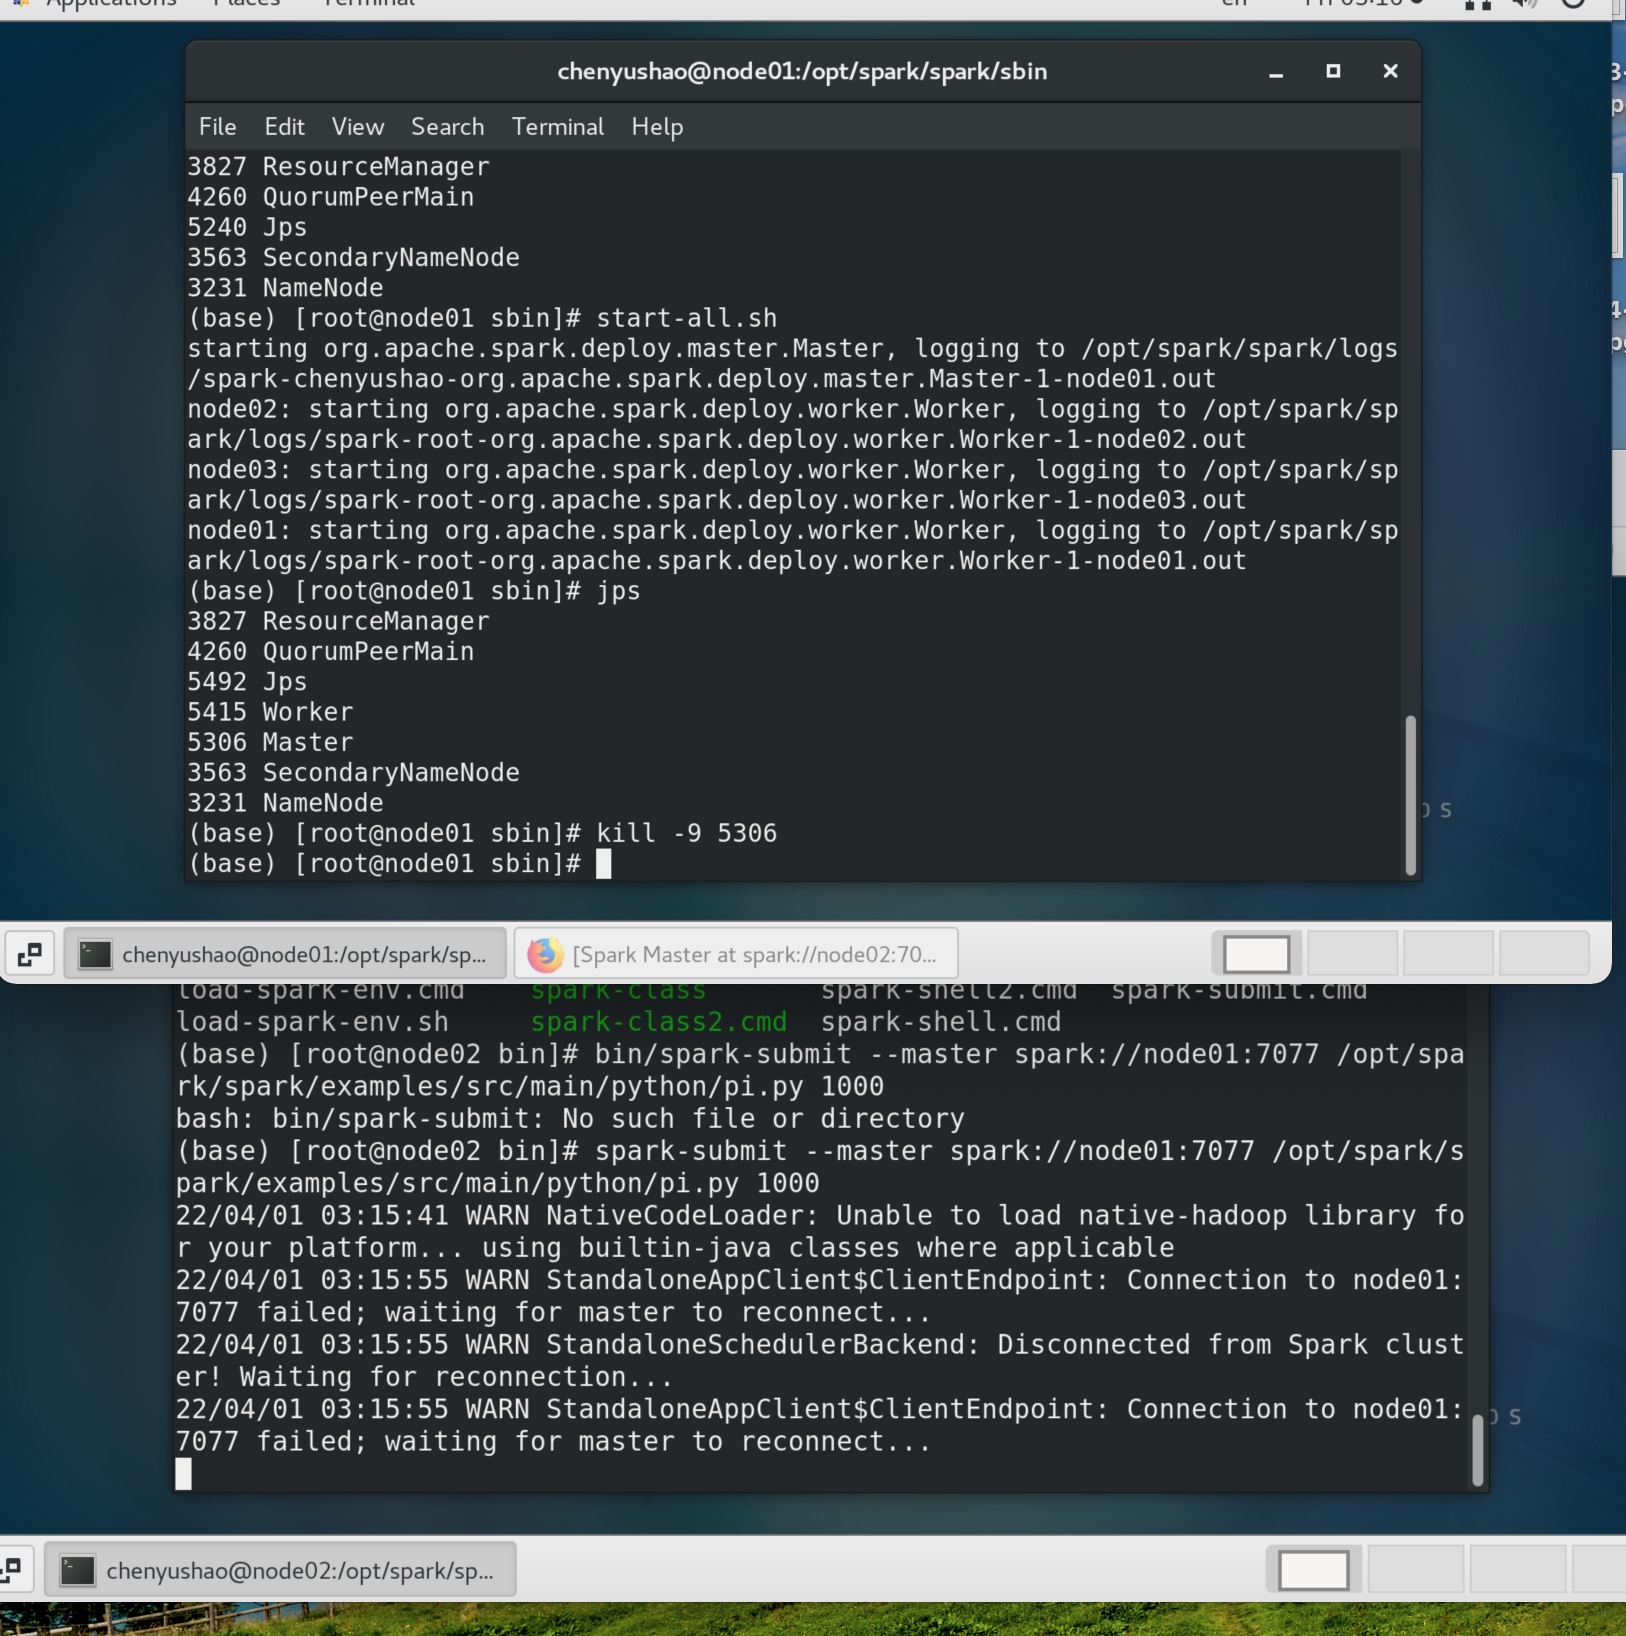 Applications Places Terminal en
chenyushao@node01:/opt/spark/spark/sbin
File Edit View Search Terminal Help
3827 ResourceManager
4260 QuorumPeerMain
5240 Jps
3563 SecondaryNameNode
3231 NameNode
(base) [root@node01 sbin]# start-all.sh
starting org.apache.spark.deploy.master.Master, logging to /opt/spark/spark/logs
/spark-chenyushao-org.apache.spark.deploy.master.Master-1-node01.out
node02: starting org.apache.spark.deploy.worker.Worker, logging to /opt/spark/sp
ark/logs/spark-root-org.apache.spark.deploy.worker.Worker-1-node02.out
node03: starting org.apache.spark.deploy.worker.Worker, logging to /opt/spark/sp
ark/logs/spark-root-org.apache.spark.deploy.worker.Worker-1-node03.out
node01: starting org.apache.spark.deploy.worker.Worker, logging to /opt/spark/sp
ark/logs/spark-root-org.apache.spark.deploy.worker.Worker-1-node01.out
(base) [root@node01 sbin]# jps
3827 ResourceManager
4260 QuorumPeerMain
5492 Jps
5415 Worker
5306 Master
3563 SecondaryNameNode
3231 NameNode
(base) [root@node01 sbin]# kill -9 5306
(base) [root@node01 sbin]#
chenyushao@node01:/opt/spark/sp... [Spark Master at spark://node02:70...
load-spark-env.cmd spark-class spark-shell2.cmd spark-submit.cmd
load-spark-env.sh spark-class2.cmd spark-shell.cmd
(base) [root@node02 bin]# bin/spark-submit --master spark://node01:7077 /opt/spa
rk/spark/examples/src/main/python/pi.py 1000
bash: bin/spark-submit: No such file or directory
(base) [root@node02 bin]# spark-submit --master spark://node01:7077 /opt/spark/s
park/examples/src/main/python/pi.py 1000
22/04/01 03:15:41 WARN NativeCodeLoader: Unable to load native-hadoop library fo
r your platform... using builtin-java classes where applicable
22/04/01 03:15:55 WARN StandaloneAppClient$ClientEndpoint: Connection to node01:
7077 failed; waiting for master to reconnect...
22/04/01 03:15:55 WARN StandaloneSchedulerBackend: Disconnected from Spark clust
er! Waiting for reconnection...
22/04/01 03:15:55 WARN StandaloneAppClient$ClientEndpoint: Connection to node01:
7077 failed; waiting for master to reconnect...
chenyushao@node02:/opt/spark/sp...